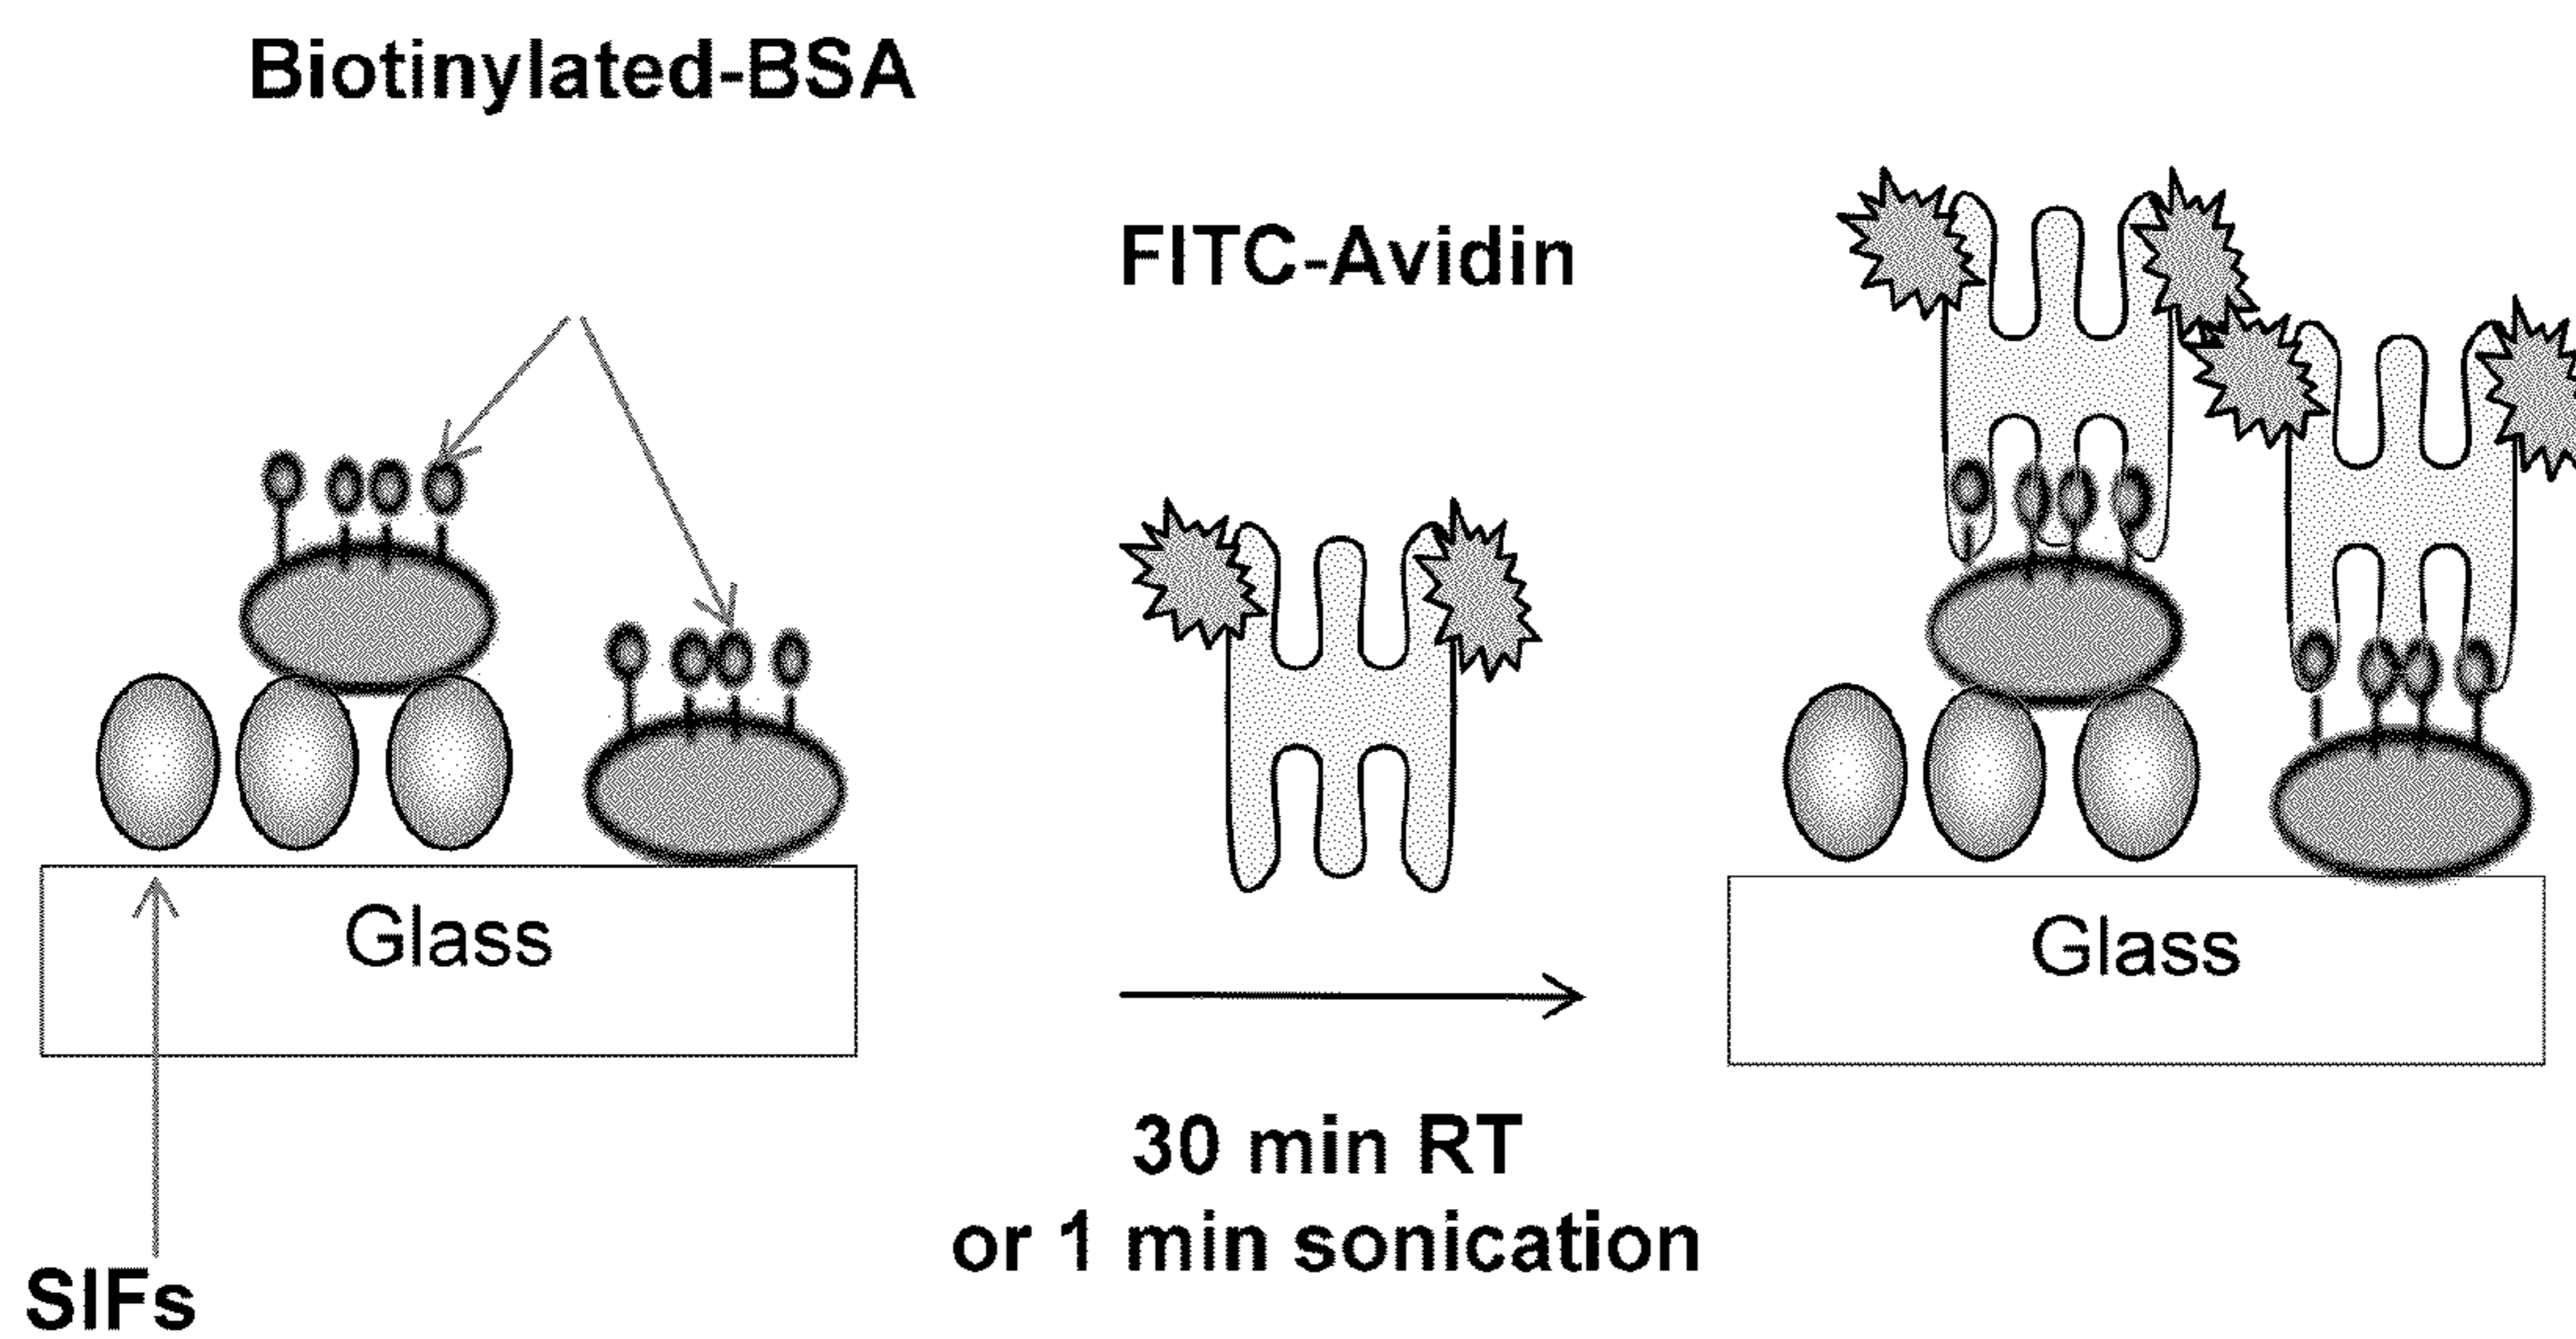 Biotinylated-BSA
FITC-Avidin
Glass
Glass
30 min RT
or 1 min sonication
SIFs